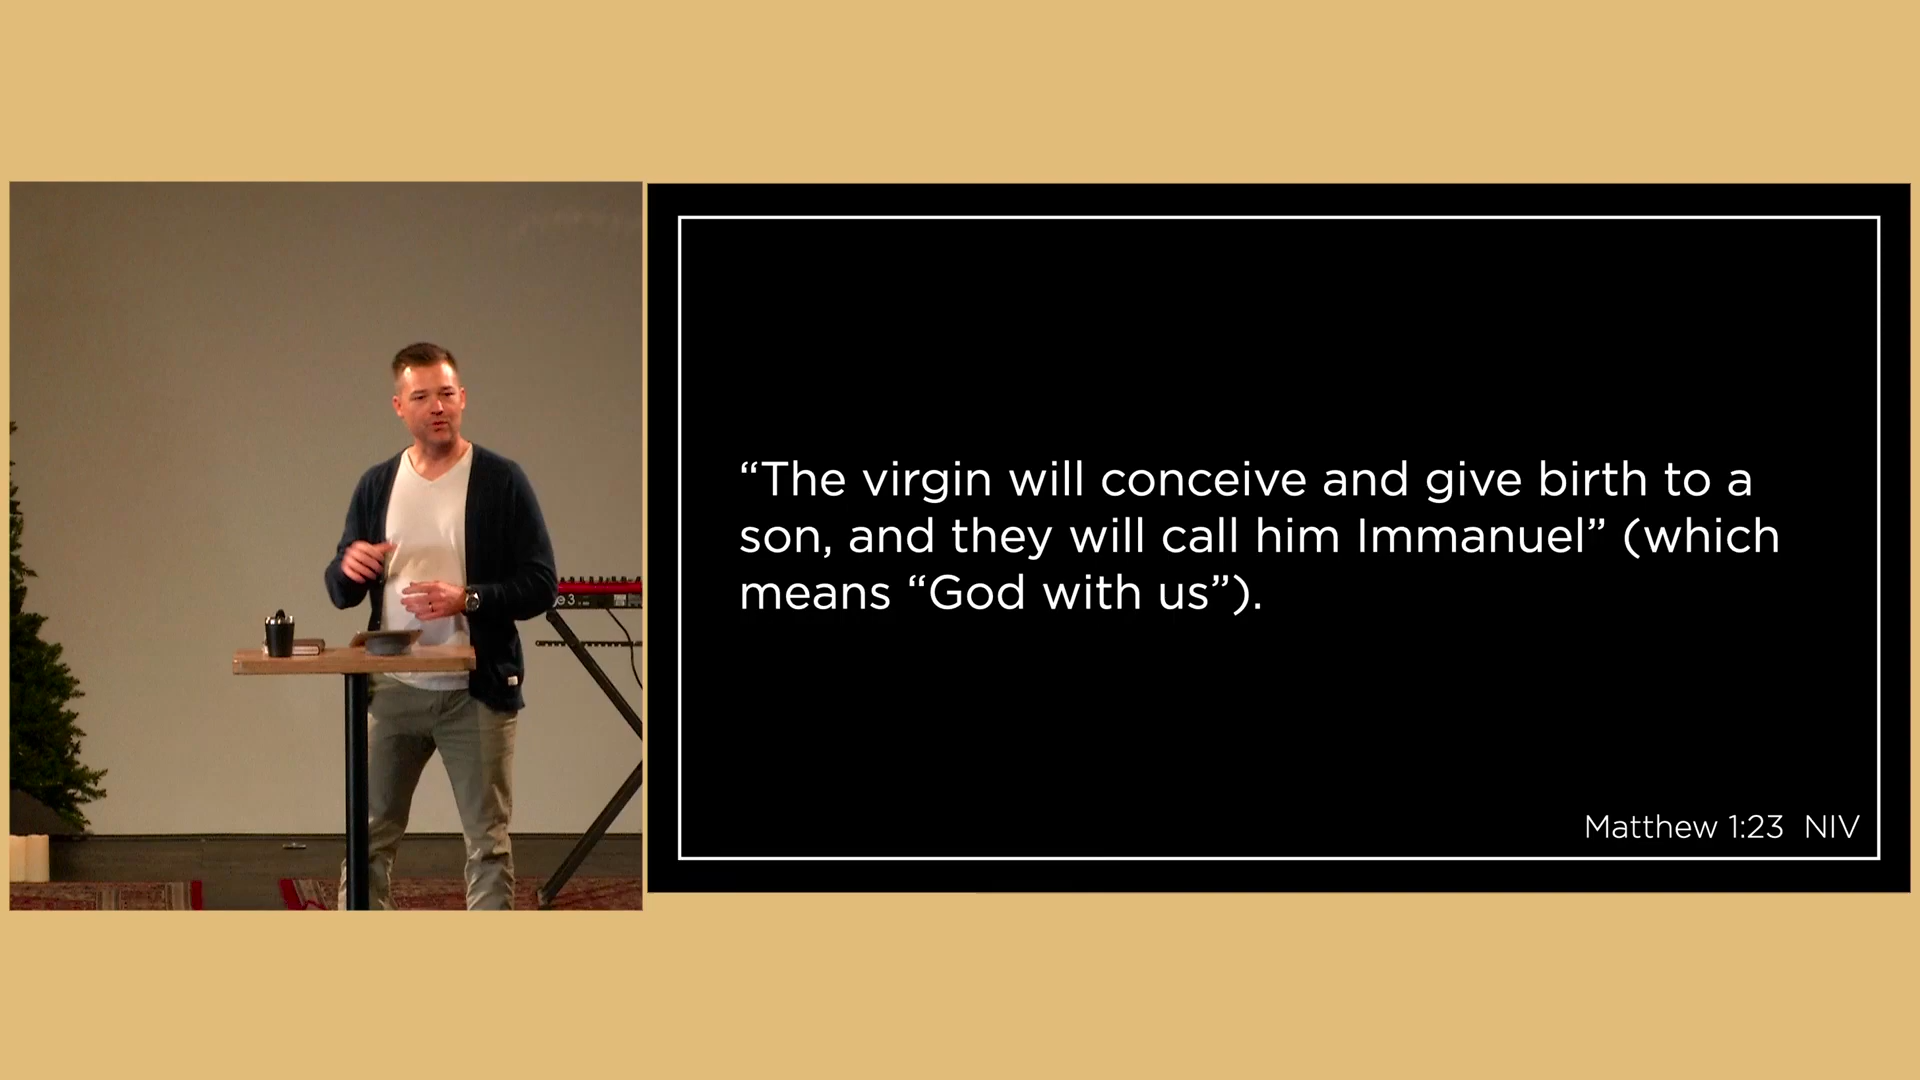 “The virgin will conceive and give birth to a
son, and they will call him Immanuel” (which
means “God with us”).
Matthew 1:23 NIV
e 3